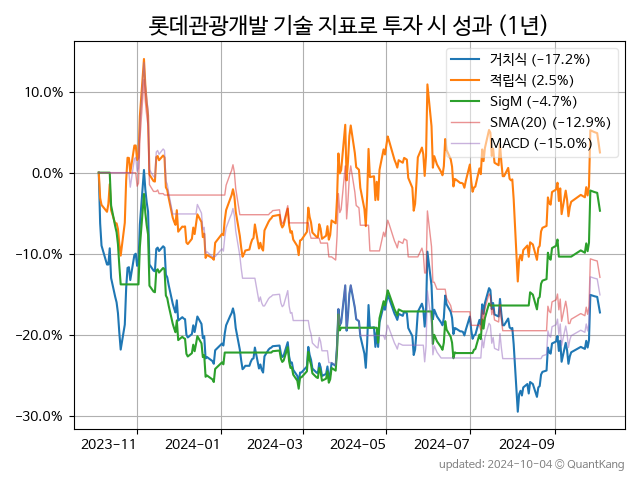 롯데관광개발 기술 지표로 투자 시 성과 (1년)
거치식 (−17.2%)
적립식 (2.5%)
SigM (−4.7%)
SMA(20) (−12.9%)
MACD (−15.0%)
10.0%
0.0%
−10.0%
−20.0%
−30.0%
2023-11 2024-01 2024-03 2024-05 2024-07 2024-09
updated: 2024-10-04 © QuantKang